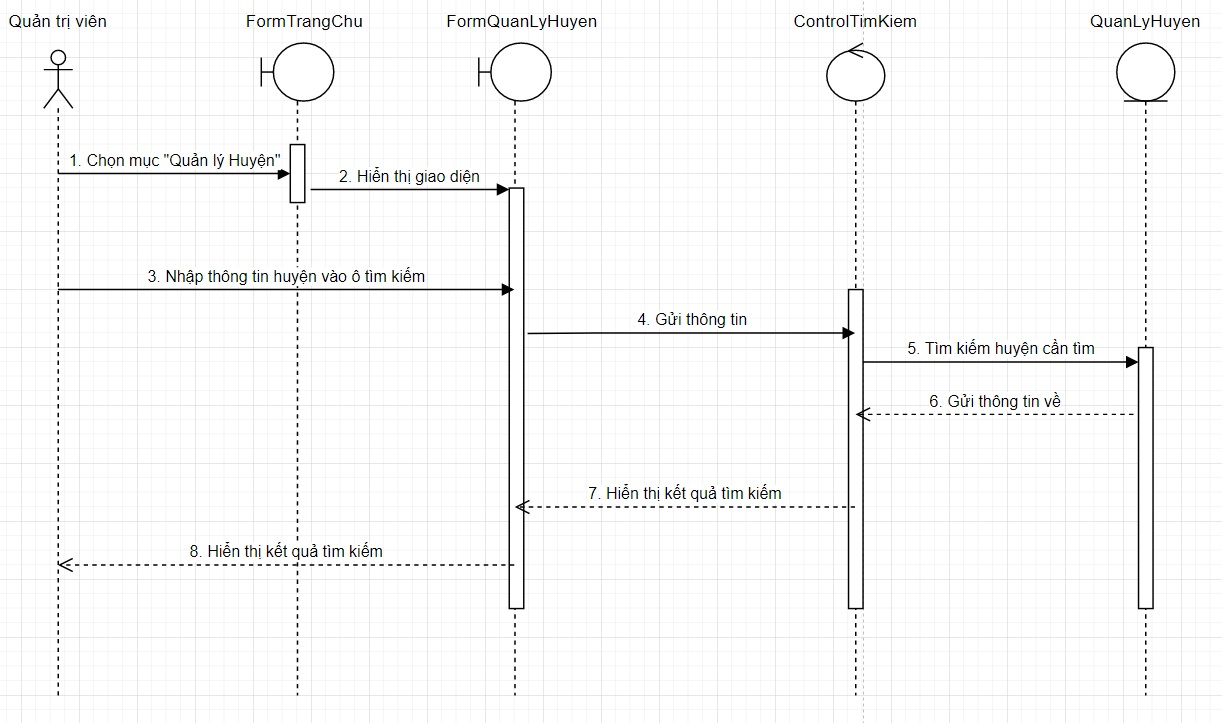 Quản trị viên
FormTrangChu
FormQuanLyHuyen
ControlTimKiem
QuanLyHuyen
1. Chọn mục "Quản lý Huyện"
2. Hiển thị giao diện
3. Nhập thông tin huyện vào ô tìm kiếm
4. Gửi thông tin
5. Tìm kiếm huyện cần tìm
6. Gửi thông tin về
7. Hiển thị kết quả tìm kiếm
8. Hiển thị kết quả tìm kiếm